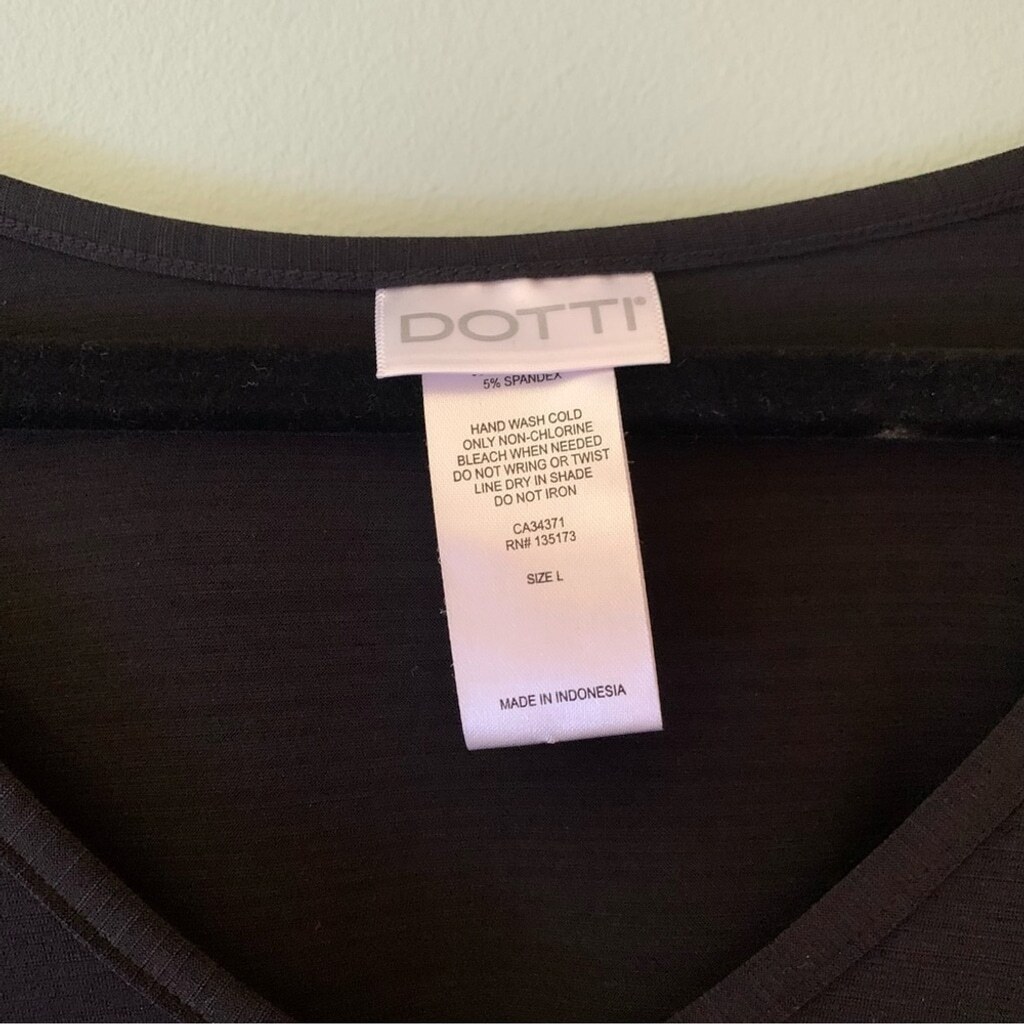 DOTTI®
5% SPANDEX
HAND WASH COLD
ONLY NON-CHLORINE
BLEACH WHEN NEEDED
DO NOT WRING OR TWIST
LINE DRY IN SHADE
DO NOT IRON
CA34371
RN# 135173
SIZE L
MADE IN INDONESIA